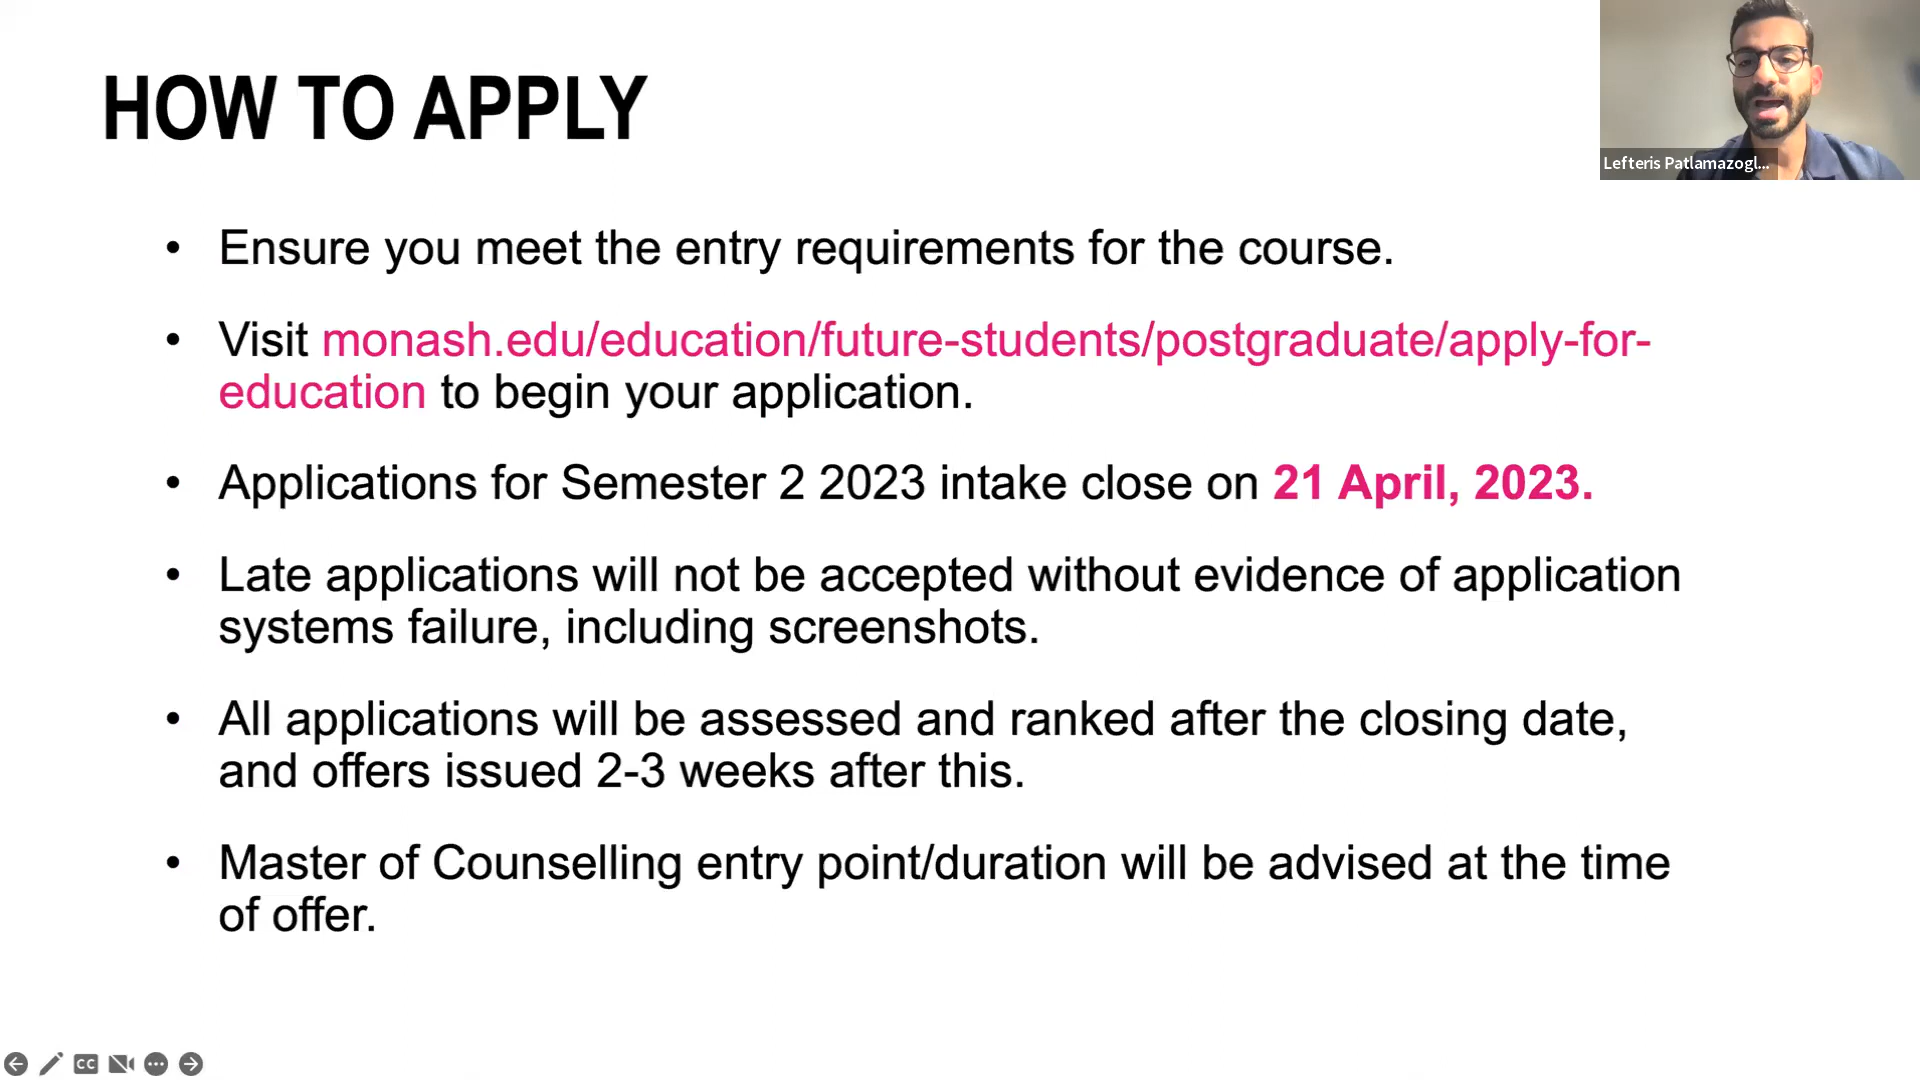 HOW TO APPLY
Lefteris Patlamazogl...
• Ensure you meet the entry requirements for the course.
• Visit monash.edu/education/future-students/postgraduate/apply-for-
education to begin your application.
• Applications for Semester 2 2023 intake close on 21 April, 2023.
• Late applications will not be accepted without evidence of application
systems failure, including screenshots.
• All applications will be assessed and ranked after the closing date,
and offers issued 2-3 weeks after this.
• Master of Counselling entry point/duration will be advised at the time
of offer.
CC